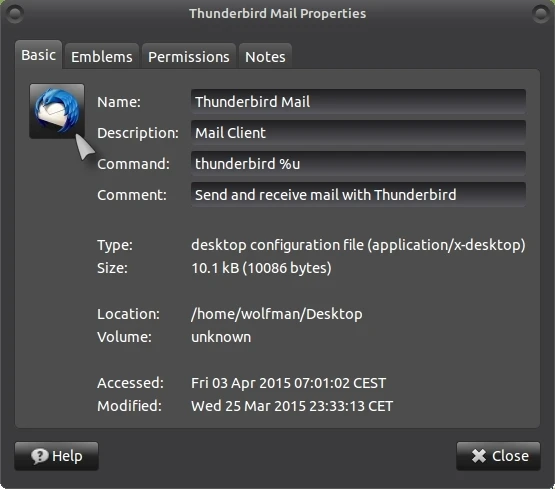 Thunderbird Mail Properties
Basic Emblems Permissions Notes
Name: Thunderbird Mail
Description: Mail Client
Command: thunderbird %u
Comment: Send and receive mail with Thunderbird
Type: desktop configuration file (application/x-desktop)
Size: 10.1 kB (10086 bytes)
Location: /home/wolfman/Desktop
Volume: unknown
Accessed: Fri 03 Apr 2015 07:01:02 CEST
Modified: Wed 25 Mar 2015 23:33:13 CET
Help Close